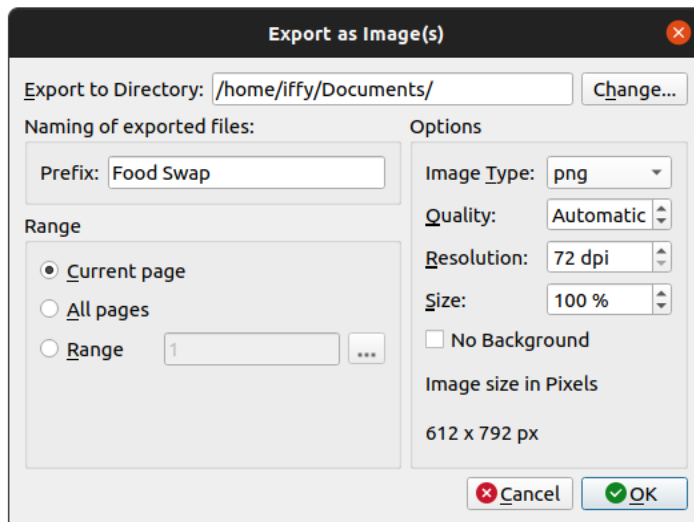 Export as Image(s)
Export to Directory: /home/iffy/Documents/ Change...
Naming of exported files:
Prefix: Food Swap
Range
Current page
All pages
Range 1 ...
Options
Image Type: png
Quality: Automatic
Resolution: 72 dpi
Size: 100 %
No Background
Image size in Pixels
612 x 792 px
Cancel OK